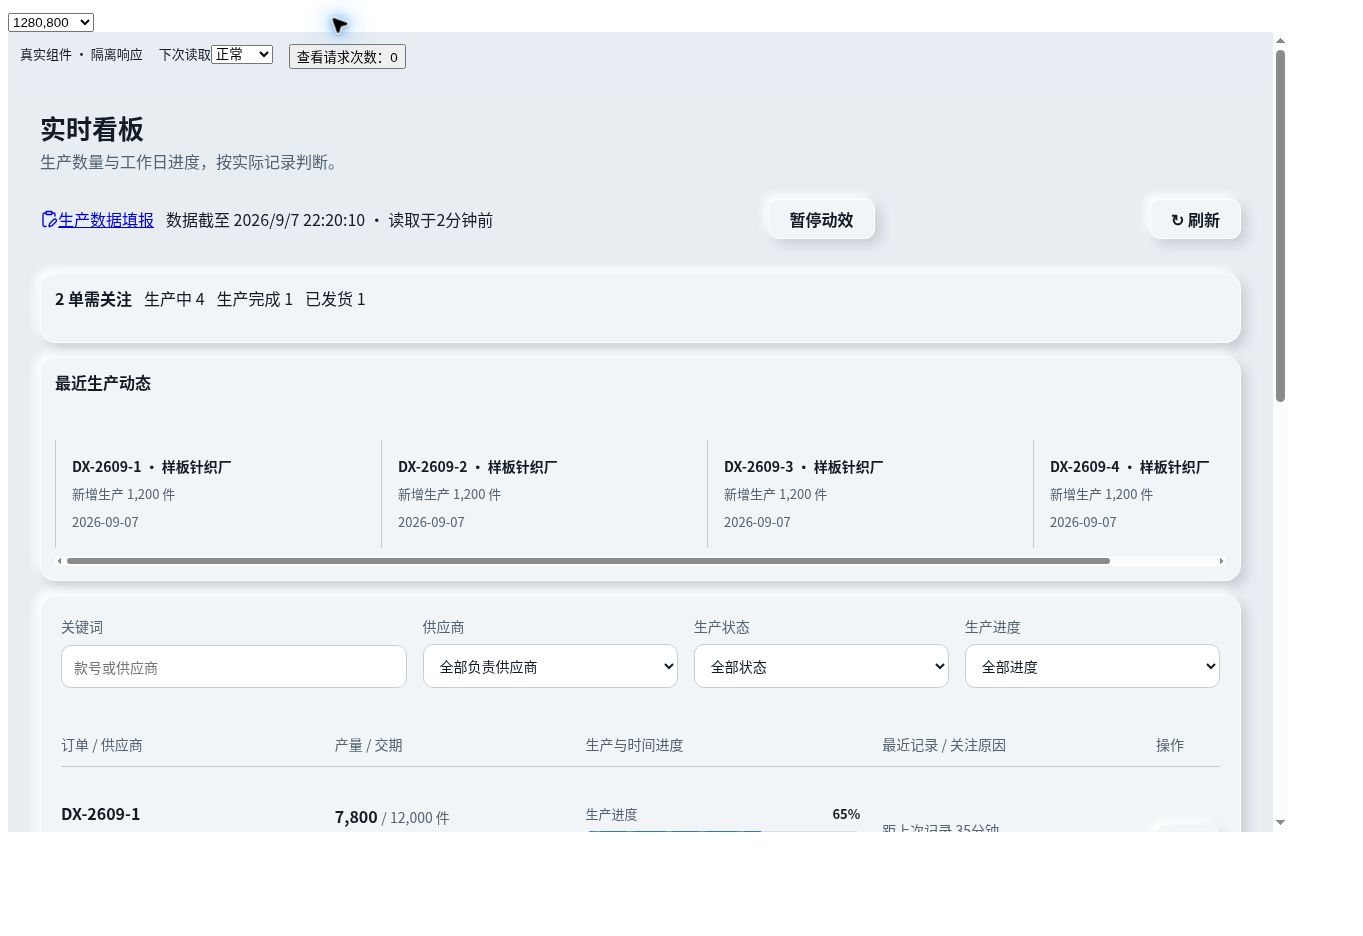 1280,800
真实组件 · 隔离响应 下次读取 正常 查看请求次数：0
实时看板
生产数量与工作日进度，按实际记录判断。
生产数据填报 数据截至 2026/9/7 22:20:10 · 读取于2分钟前 暂停动效 ↻ 刷新
2 单需关注 生产中 4 生产完成 1 已发货 1
最近生产动态
DX-2609-1 · 样板针织厂 DX-2609-2 · 样板针织厂 DX-2609-3 · 样板针织厂 DX-2609-4 · 样板针织厂
新增生产 1,200 件 新增生产 1,200 件 新增生产 1,200 件 新增生产 1,200 件
2026-09-07 2026-09-07 2026-09-07 2026-09-07
关键词 供应商 生产状态 生产进度
款号或供应商 全部负责供应商 全部状态 全部进度
订单 / 供应商 产量 / 交期 生产与时间进度 最近记录 / 关注原因 操作
DX-2609-1 7,800 / 12,000 件 生产进度 65%
距上次记录 35分钟